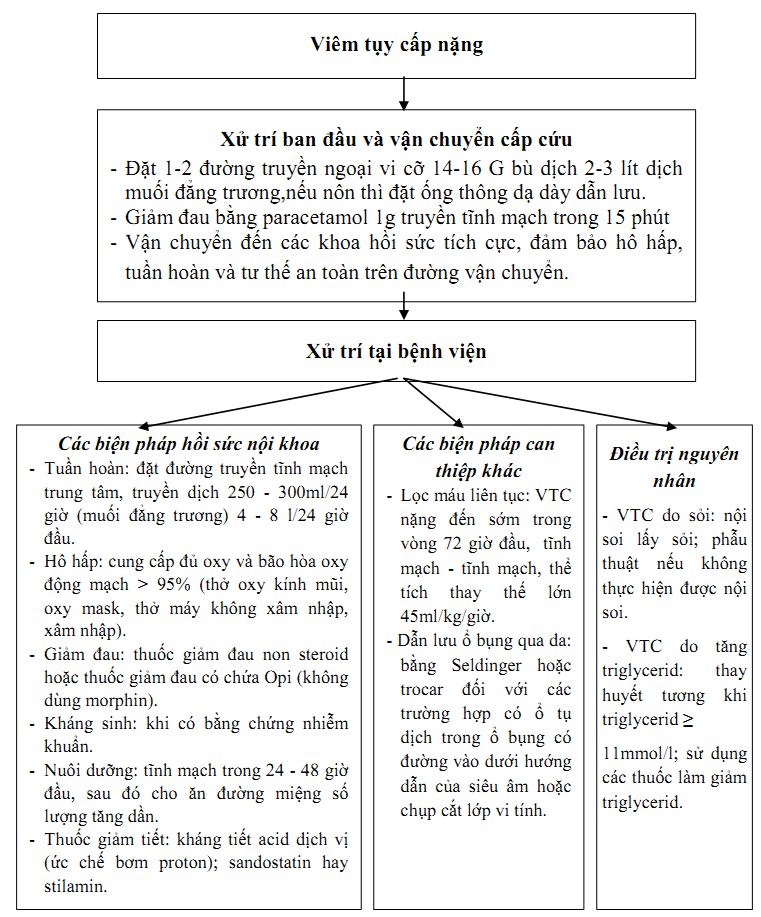 Viêm tụy cấp nặng
Xử trí ban đầu và vận chuyển cấp cứu
- Đặt 1-2 đường truyền ngoại vi cỡ 14-16 G bù dịch 2-3 lít dịch
muối đẳng trương,nếu nôn thì đặt ống thông dạ dày dẫn lưu.
- Giảm đau bằng paracetamol 1g truyền tĩnh mạch trong 15 phút
- Vận chuyển đến các khoa hồi sức tích cực, đảm bảo hô hấp,
tuần hoàn và tư thế an toàn trên đường vận chuyển.
Xử trí tại bệnh viện
Các biện pháp hồi sức nội khoa
- Tuần hoàn: đặt đường truyền tĩnh mạch
trung tâm, truyền dịch 250 - 300ml/24
giờ (muối đẳng trương) 4 - 8 l/24 giờ
đầu.
- Hô hấp: cung cấp đủ oxy và bão hòa oxy
động mạch > 95% (thở oxy kính mũi,
oxy mask, thở máy không xâm nhập,
xâm nhập).
- Giảm đau: thuốc giảm đau non steroid
hoặc thuốc giảm đau có chứa Opi (không
dùng morphin).
- Kháng sinh: khi có bằng chứng nhiễm
khuẩn.
- Nuôi dưỡng: tĩnh mạch trong 24 - 48 giờ
đầu, sau đó cho ăn đường miệng số
lượng tăng dần.
- Thuốc giảm tiết: kháng tiết acid dịch vị
(ức chế bơm proton); sandostatin hay
stilamin.
Các biện pháp can
thiệp khác
- Lọc máu liên tục: VTC
nặng đến sớm trong
vòng 72 giờ đầu, tĩnh
mạch - tĩnh mạch, thể
tích thay thế lớn
45ml/kg/giờ.
- Dẫn lưu ổ bụng qua da:
bằng Seldinger hoặc
trocar đối với các
trường hợp có ổ tụ
dịch trong ổ bụng có
đường vào dưới hướng
dẫn của siêu âm hoặc
chụp cắt lớp vi tính.
Điều trị nguyên
nhân
- VTC do sỏi: nội
soi lấy sỏi; phẫu
thuật nếu không
thực hiện được nội
soi.
- VTC do tăng
triglycerid: thay
huyết tương khi
triglycerid ≥
11mmol/l; sử dụng
các thuốc làm giảm
triglycerid.